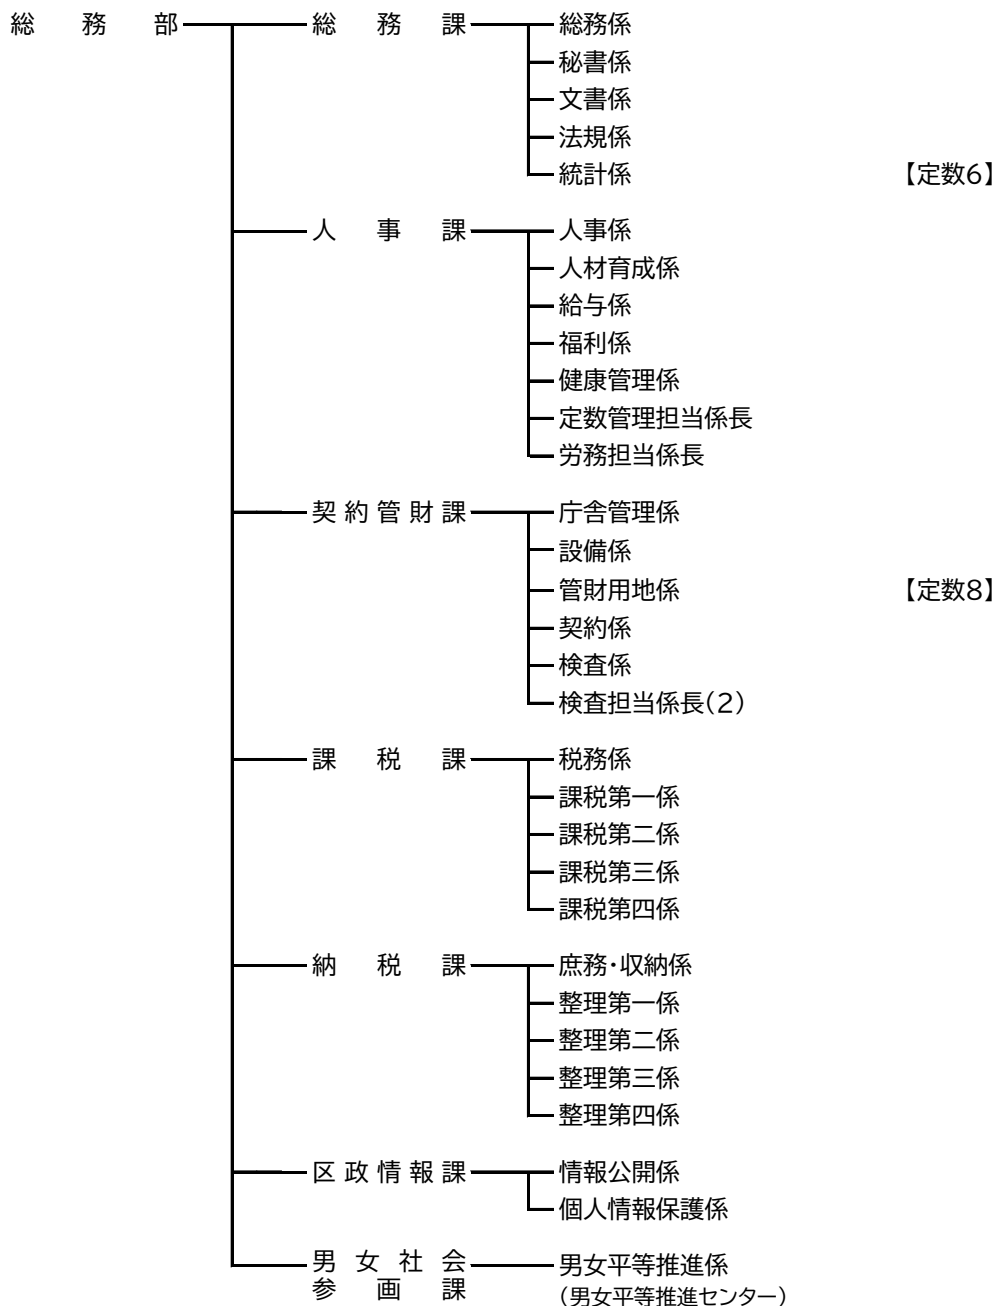 総務部 総務課 総務係
秘書係
文書係
法規係
統計係 【定数6】
人事課 人事係
人材育成係
給与係
福利係
健康管理係
定数管理担当係長
労務担当係長
契約管財課 庁舎管理係
設備係
管財用地係 【定数8】
契約係
検査係
検査担当係長(2)
課税課 税務係
課税第一係
課税第二係
課税第三係
課税第四係
納税課 庶務・収納係
整理第一係
整理第二係
整理第三係
整理第四係
区政情報課 情報公開係
個人情報保護係
男女社会 男女平等推進係
参画課 (男女平等推進センター)